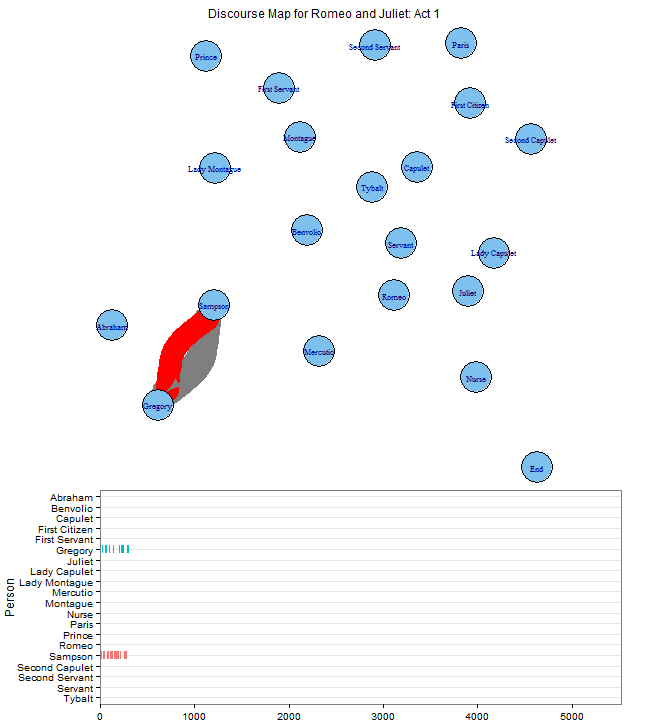 Discourse Map for Romeo and Juliet: Act 1
Second Servant
Paris
Prince
First Servant
First Citizen
Montague
Second Capulet
Lady Montague
Capulet
Tybalt
Benvolio
Servant
Lady Capulet
Juliet
Romeo
Sampson
Abraham
Mercutio
Nurse
Gregory
End
Person
Abraham
Benvolio
Capulet
First Citizen
First Servant
Gregory
Juliet
Lady Capulet
Lady Montague
Mercutio
Montague
Nurse
Paris
Prince
Romeo
Sampson
Second Capulet
Second Servant
Servant
Tybalt
0 1000 2000 3000 4000 5000